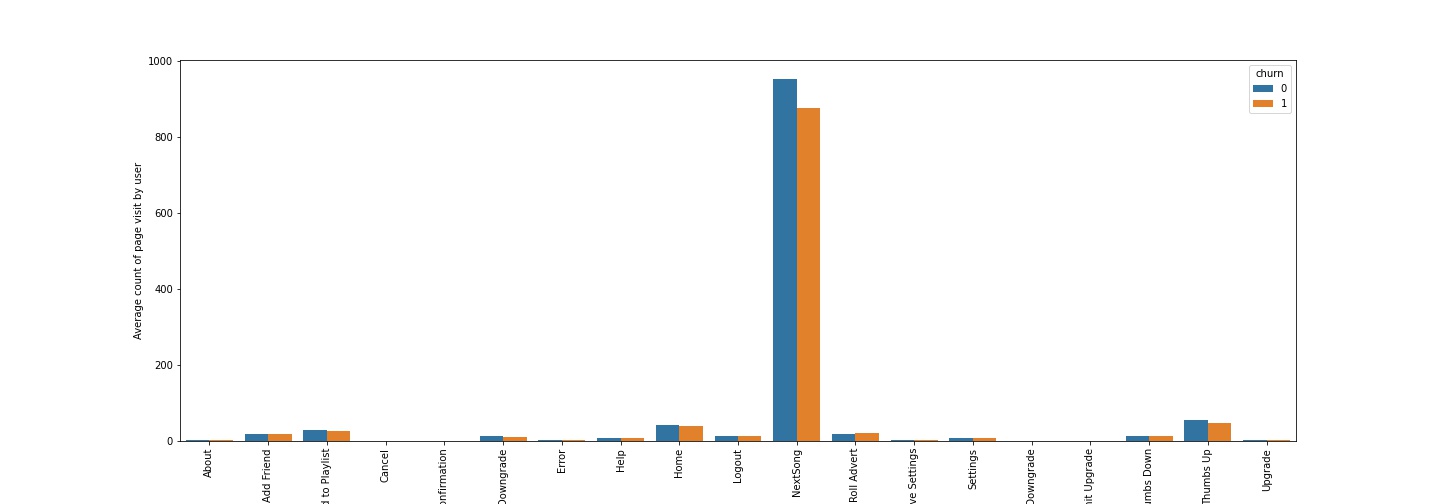 1000
800
600
400
200
0
Average count of page visit by user
churn
0
1
About
Add Friend
d to Playlist
Cancel
onfirmation
Downgrade
Error
Help
Home
Logout
NextSong
Roll Advert
ve Settings
Settings
Downgrade
it Upgrade
mbs Down
Thumbs Up
Upgrade